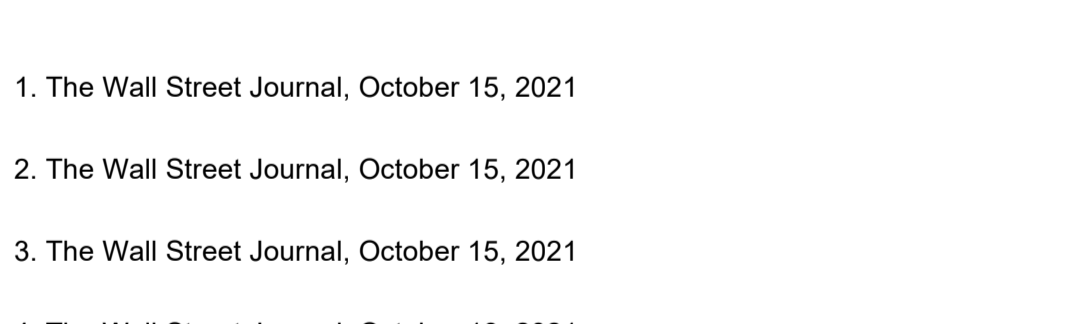 1. The Wall Street Journal, October 15, 2021
2. The Wall Street Journal, October 15, 2021
3. The Wall Street Journal, October 15, 2021